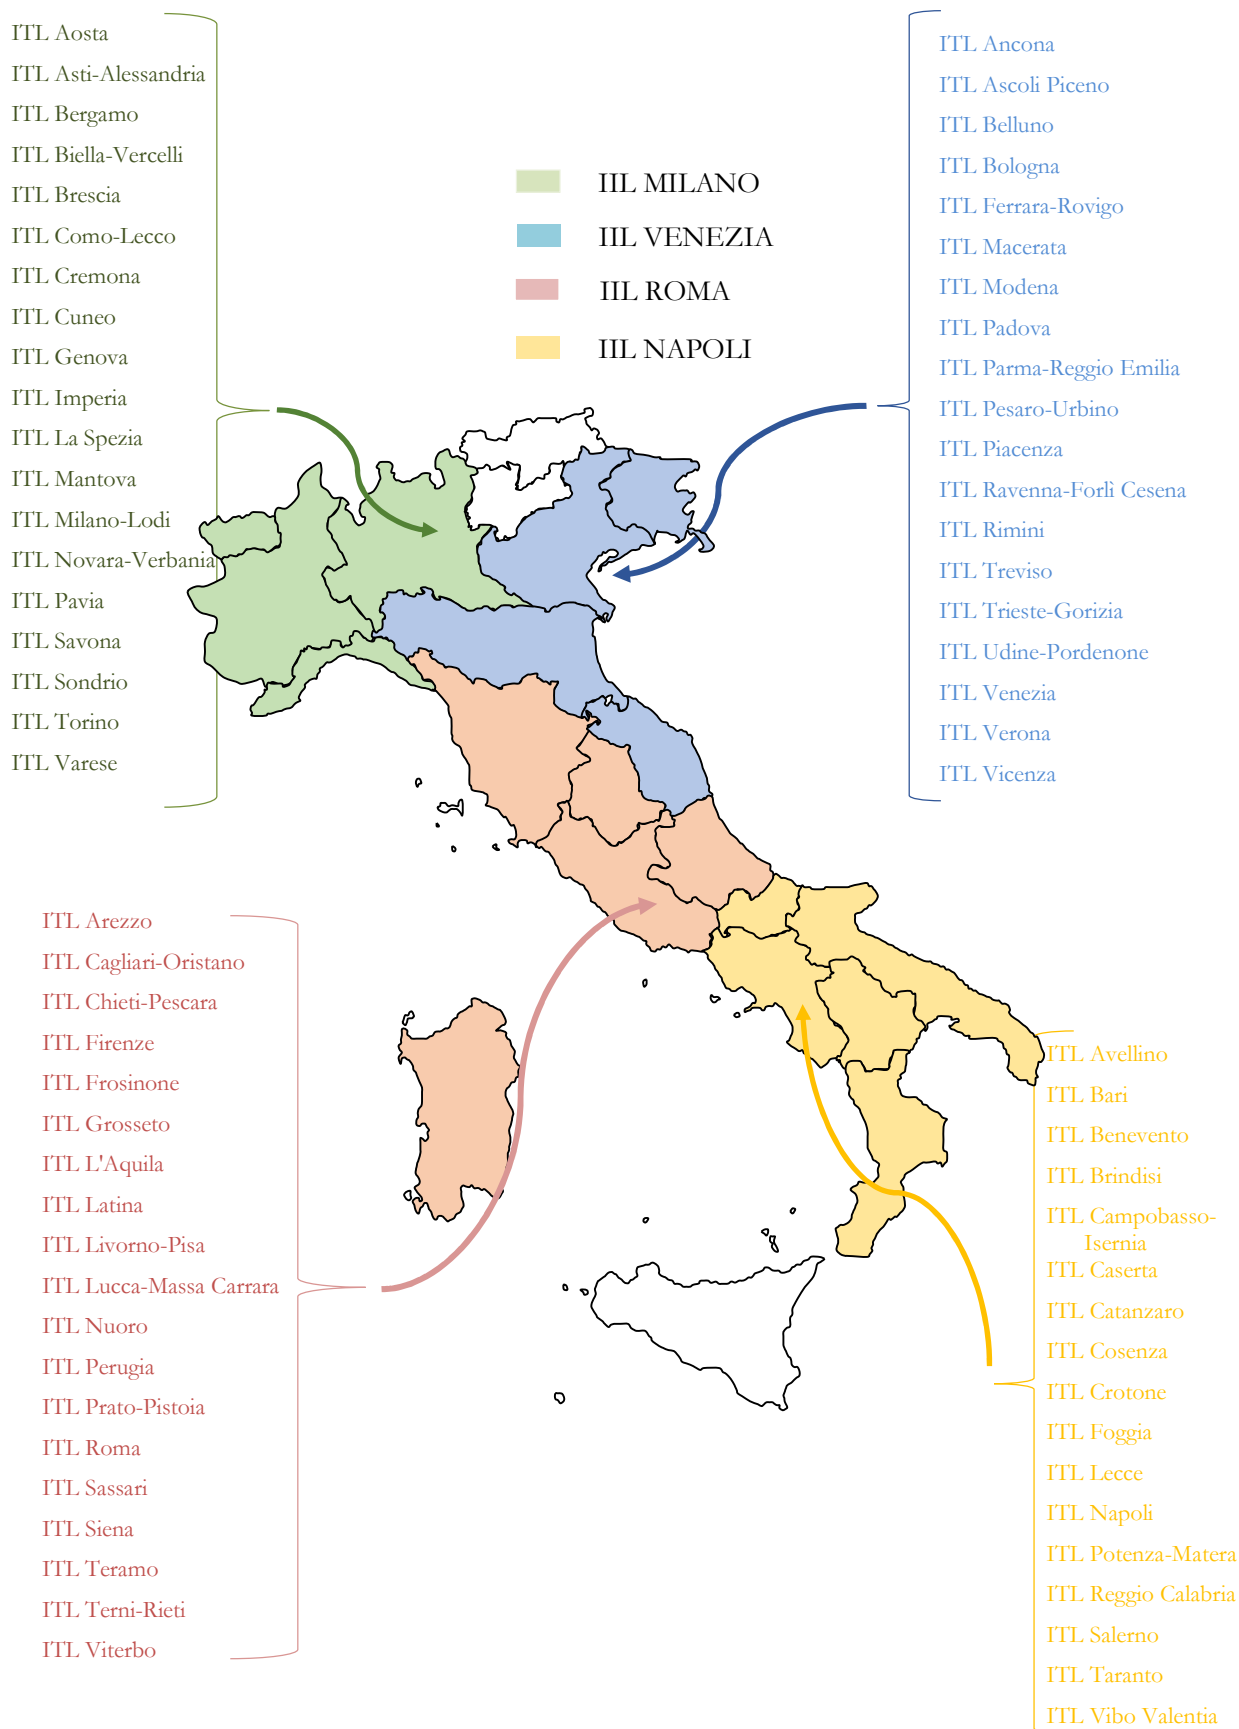 ITL Aosta
ITL Asti-Alessandria
ITL Bergamo
ITL Biella-Vercelli
ITL Brescia
ITL Como-Lecco
ITL Cremona
ITL Cuneo
ITL Genova
ITL Imperia
ITL La Spezia
ITL Mantova
ITL Milano-Lodi
ITL Novara-Verbania
ITL Pavia
ITL Savona
ITL Sondrio
ITL Torino
ITL Varese
IIL MILANO
IIL VENEZIA
IIL ROMA
IIL NAPOLI
ITL Ancona
ITL Ascoli Piceno
ITL Belluno
ITL Bologna
ITL Ferrara-Rovigo
ITL Macerata
ITL Modena
ITL Padova
ITL Parma-Reggio Emilia
ITL Pesaro-Urbino
ITL Piacenza
ITL Ravenna-Forlì Cesena
ITL Rimini
ITL Treviso
ITL Trieste-Gorizia
ITL Udine-Pordenone
ITL Venezia
ITL Verona
ITL Vicenza
ITL Arezzo
ITL Cagliari-Oristano
ITL Chieti-Pescara
ITL Firenze
ITL Frosinone
ITL Grosseto
ITL L'Aquila
ITL Latina
ITL Livorno-Pisa
ITL Lucca-Massa Carrara
ITL Nuoro
ITL Perugia
ITL Prato-Pistoia
ITL Roma
ITL Sassari
ITL Siena
ITL Teramo
ITL Terni-Rieti
ITL Viterbo
ITL Avellino
ITL Bari
ITL Benevento
ITL Brindisi
ITL Campobasso-
Isernia
ITL Caserta
ITL Catanzaro
ITL Cosenza
ITL Crotone
ITL Foggia
ITL Lecce
ITL Napoli
ITL Potenza-Matera
ITL Reggio Calabria
ITL Salerno
ITL Taranto
ITL Vibo Valentia